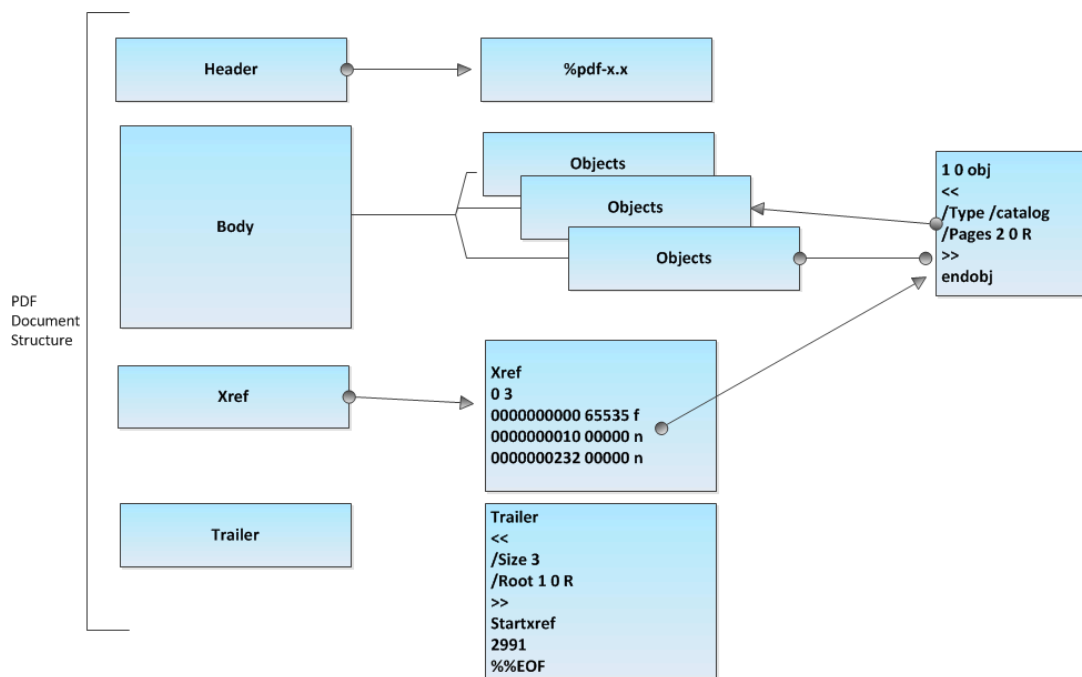 PDF
Document
Structure
Header
%pdf-x.x
Body
Objects
Objects
Objects
1 0 obj
<<
/Type /catalog
/Pages 2 0 R
>>
endobj
Xref
Xref
0 3
0000000000 65535 f
0000000010 00000 n
0000000232 00000 n
Trailer
Trailer
<<
/Size 3
/Root 1 0 R
>>
Startxref
2991
%%EOF